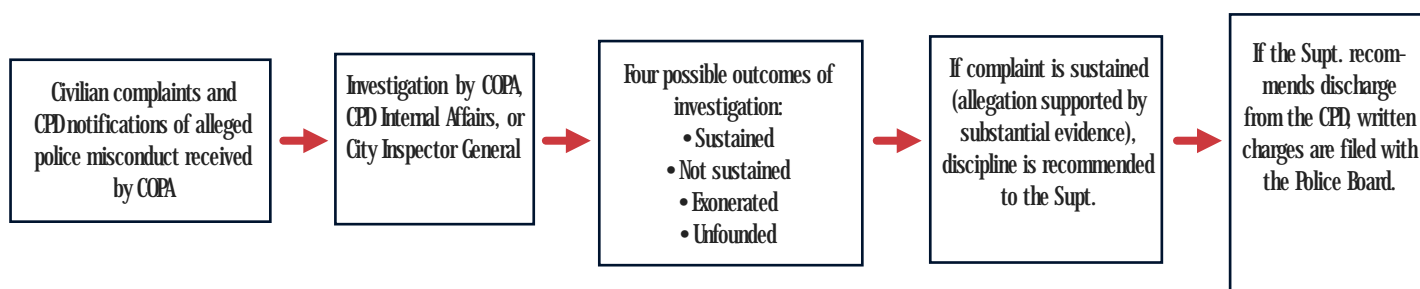 Civilian complaints and
CPD notifications of alleged
police misconduct received
by COPA
Investigation by COPA,
CPD Internal Affairs, or
City Inspector General
Four possible outcomes of
investigation:
• Sustained
• Not sustained
• Exonerated
• Unfounded
If complaint is sustained
(allegation supported by
substantial evidence),
discipline is recommended
to the Supt.
If the Supt. recom-
mends discharge
from the CPD, written
charges are filed with
the Police Board.